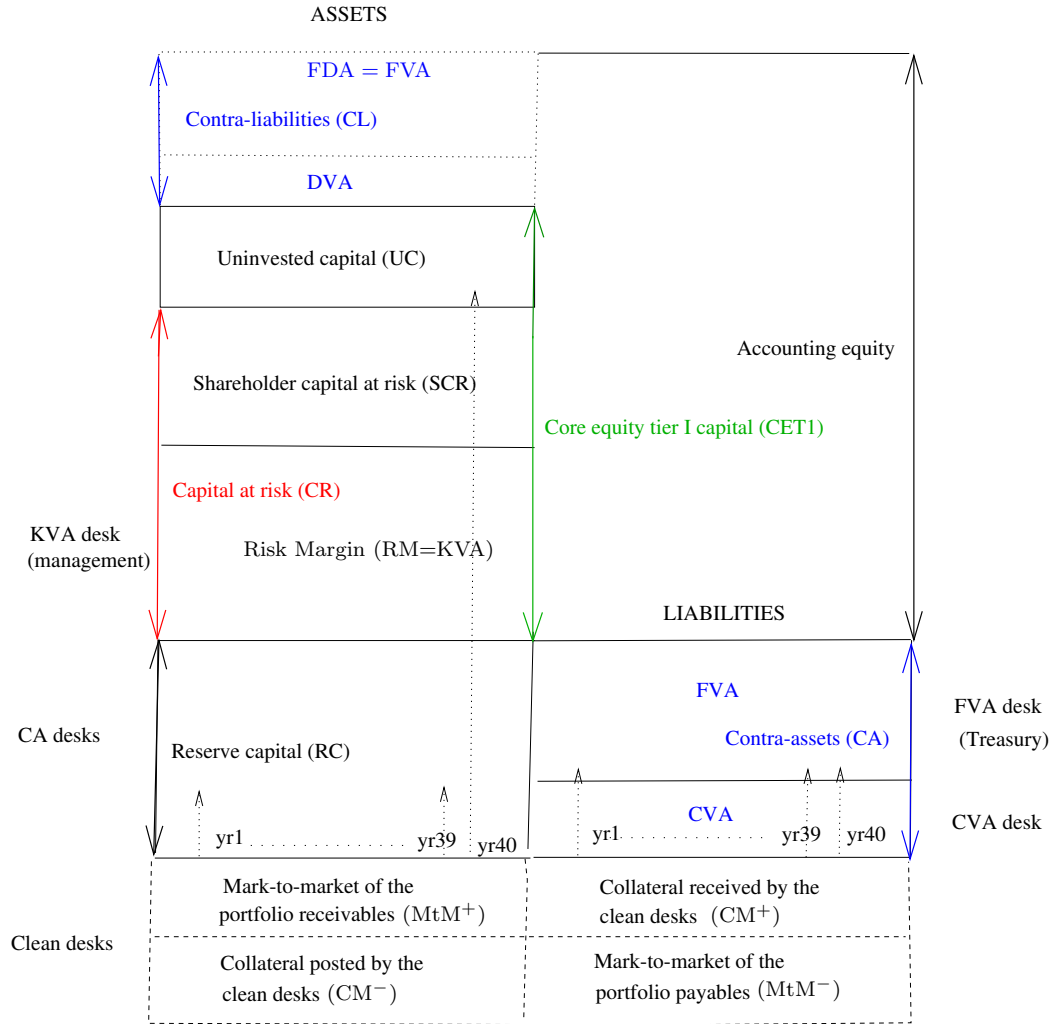 ASSETS
FDA = FVA
Contra-liabilities (CL)
DVA
Uninvested capital (UC)
Accounting equity
Shareholder capital at risk (SCR)
Core equity tier I capital (CET1)
Capital at risk (CR)
KVA desk
(management)
Risk Margin (RM=KVA)
LIABILITIES
FVA
FVA desk
(Treasury)
CA desks
Contra-assets (CA)
Reserve capital (RC)
CVA
CVA desk
yr1 . . . . . . . . . . . . . . . . . yr39 yr40
yr1 . . . . . . . . . . . . . . . . . yr39 yr40
Mark-to-market of the
portfolio receivables (MtM⁺)
Collateral received by the
clean desks (CM⁺)
Clean desks
Collateral posted by the
clean desks (CM⁻)
Mark-to-market of the
portfolio payables (MtM⁻)